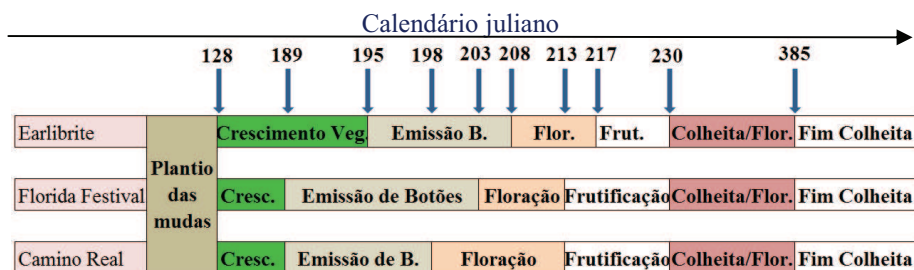 Calendário juliano
128 189 195 198 203 208 213 217 230 385
Earlibrite Crescimento Veg. Emissão B. Flor. Frut. Colheita/Flor. Fim Colheita
Plantio
das
mudas
Florida Festival Cresc. Emissão de Botões Floração Frutificação Colheita/Flor. Fim Colheita
Camino Real Cresc. Emissão de B. Floração Frutificação Colheita/Flor. Fim Colheita